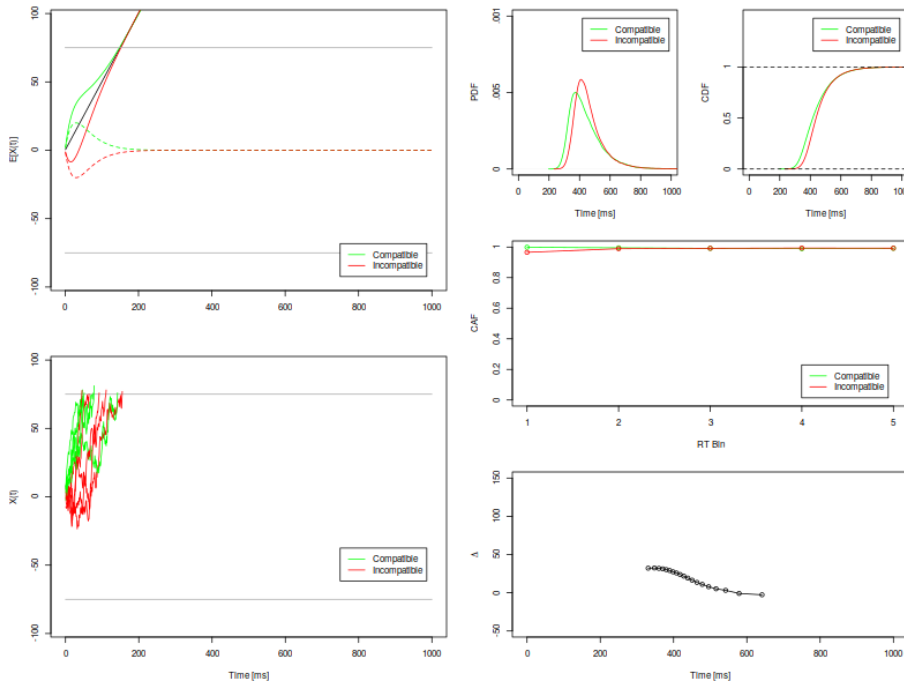 E[X(t)]
100
50
0
-50
-100
Compatible
Incompatible
0 200 400 600 800 1000
PDF
.001
.005
0
Compatible
Incompatible
0 200 400 600 800 1000
Time [ms]
CDF
1
0.5
0
Compatible
Incompatible
0 200 400 600 800 1000
Time [ms]
CAF
1
0.8
0.6
0.4
0.2
0
Compatible
Incompatible
1 2 3 4 5
RT Bin
X(t)
100
50
0
-50
-100
Compatible
Incompatible
0 200 400 600 800 1000
Time [ms]
Δ
150
100
50
0
-50
0 200 400 600 800 1000
Time [ms]